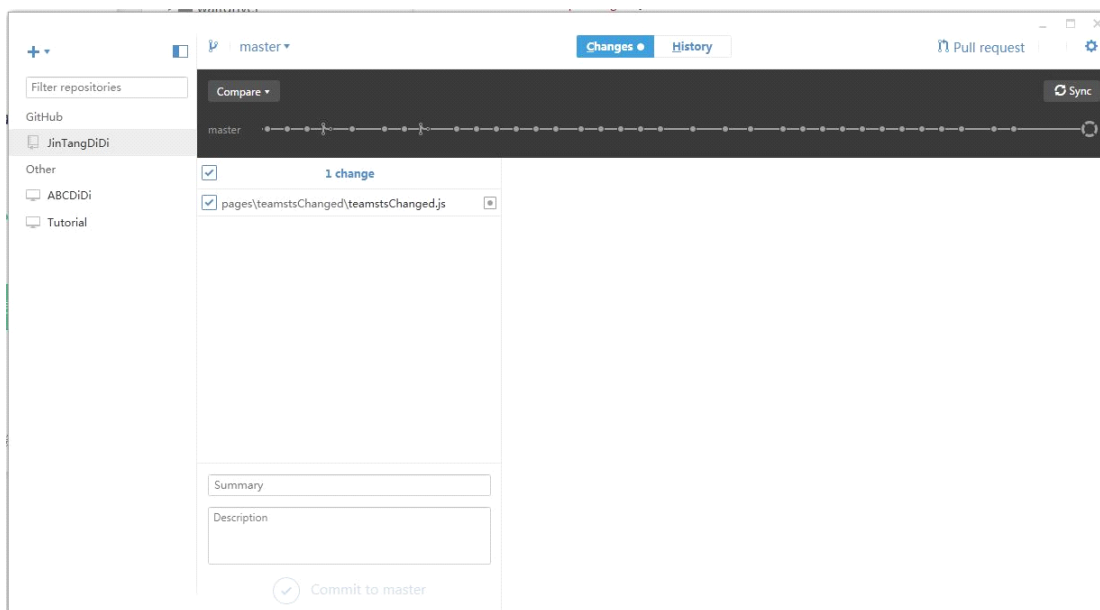 master
Changes
History
Pull request
Filter repositories
Compare
Sync
GitHub
master
JinTangDiDi
Other
1 change
ABCDiDi
pages\teamstsChanged\teamstsChanged.js
Tutorial
Summary
Description
Commit to master